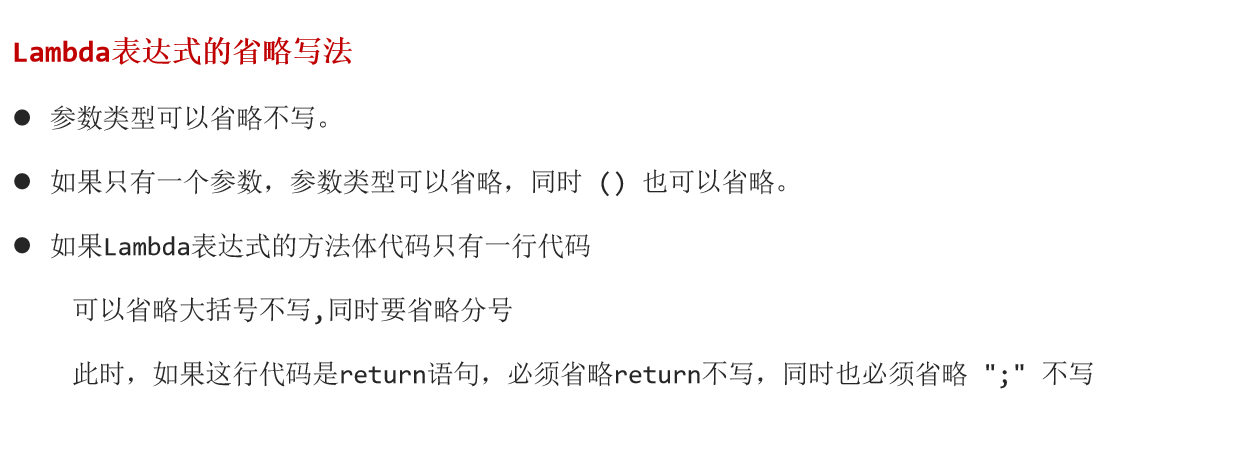 Lambda表达式的省略写法
● 参数类型可以省略不写。
● 如果只有一个参数，参数类型可以省略，同时 () 也可以省略。
● 如果Lambda表达式的方法体代码只有一行代码
可以省略大括号不写,同时要省略分号
此时，如果这行代码是return语句，必须省略return不写，同时也必须省略 ";" 不写